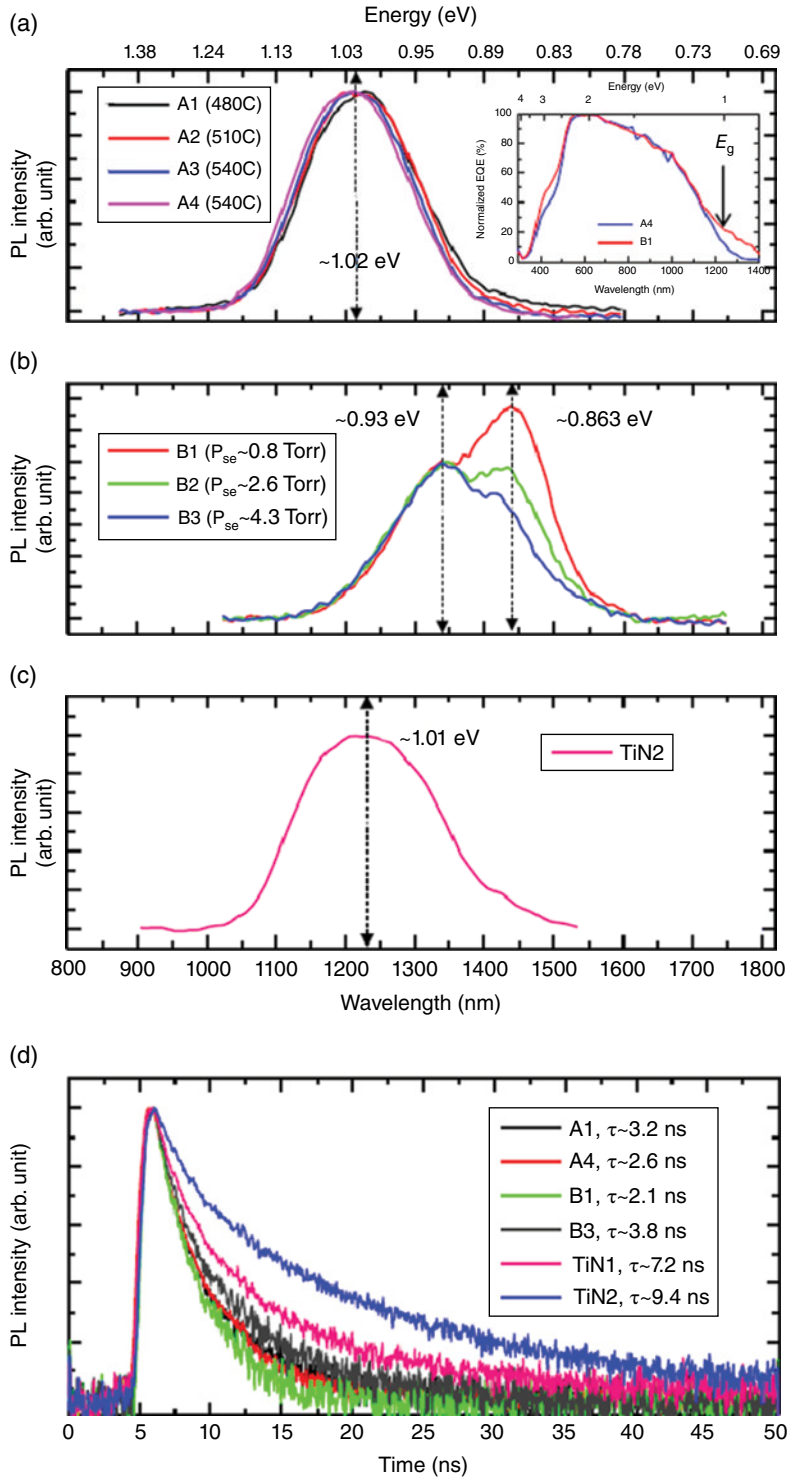 (a)
Energy (eV)
1.38 1.24 1.13 1.03 0.95 0.89 0.83 0.78 0.73 0.69
PL intensity
(arb. unit)
A1 (480C)
A2 (510C)
A3 (540C)
A4 (540C)
~1.02 eV
Energy (eV)
4 3 2 1
Normalized EQE (%)
100
80
60
40
20
0
Eg
A4
B1
400 600 800 1000 1200 1400
Wavelength (nm)
(b)
PL intensity
(arb. unit)
B1 (Pse~0.8 Torr)
B2 (Pse~2.6 Torr)
B3 (Pse~4.3 Torr)
~0.93 eV
~0.863 eV
(c)
PL intensity
(arb. unit)
~1.01 eV
TiN2
800 900 1000 1100 1200 1300 1400 1500 1600 1700 1800
Wavelength (nm)
(d)
PL intensity (arb. unit)
A1, τ~3.2 ns
A4, τ~2.6 ns
B1, τ~2.1 ns
B3, τ~3.8 ns
TiN1, τ~7.2 ns
TiN2, τ~9.4 ns
0 5 10 15 20 25 30 35 40 45 50
Time (ns)